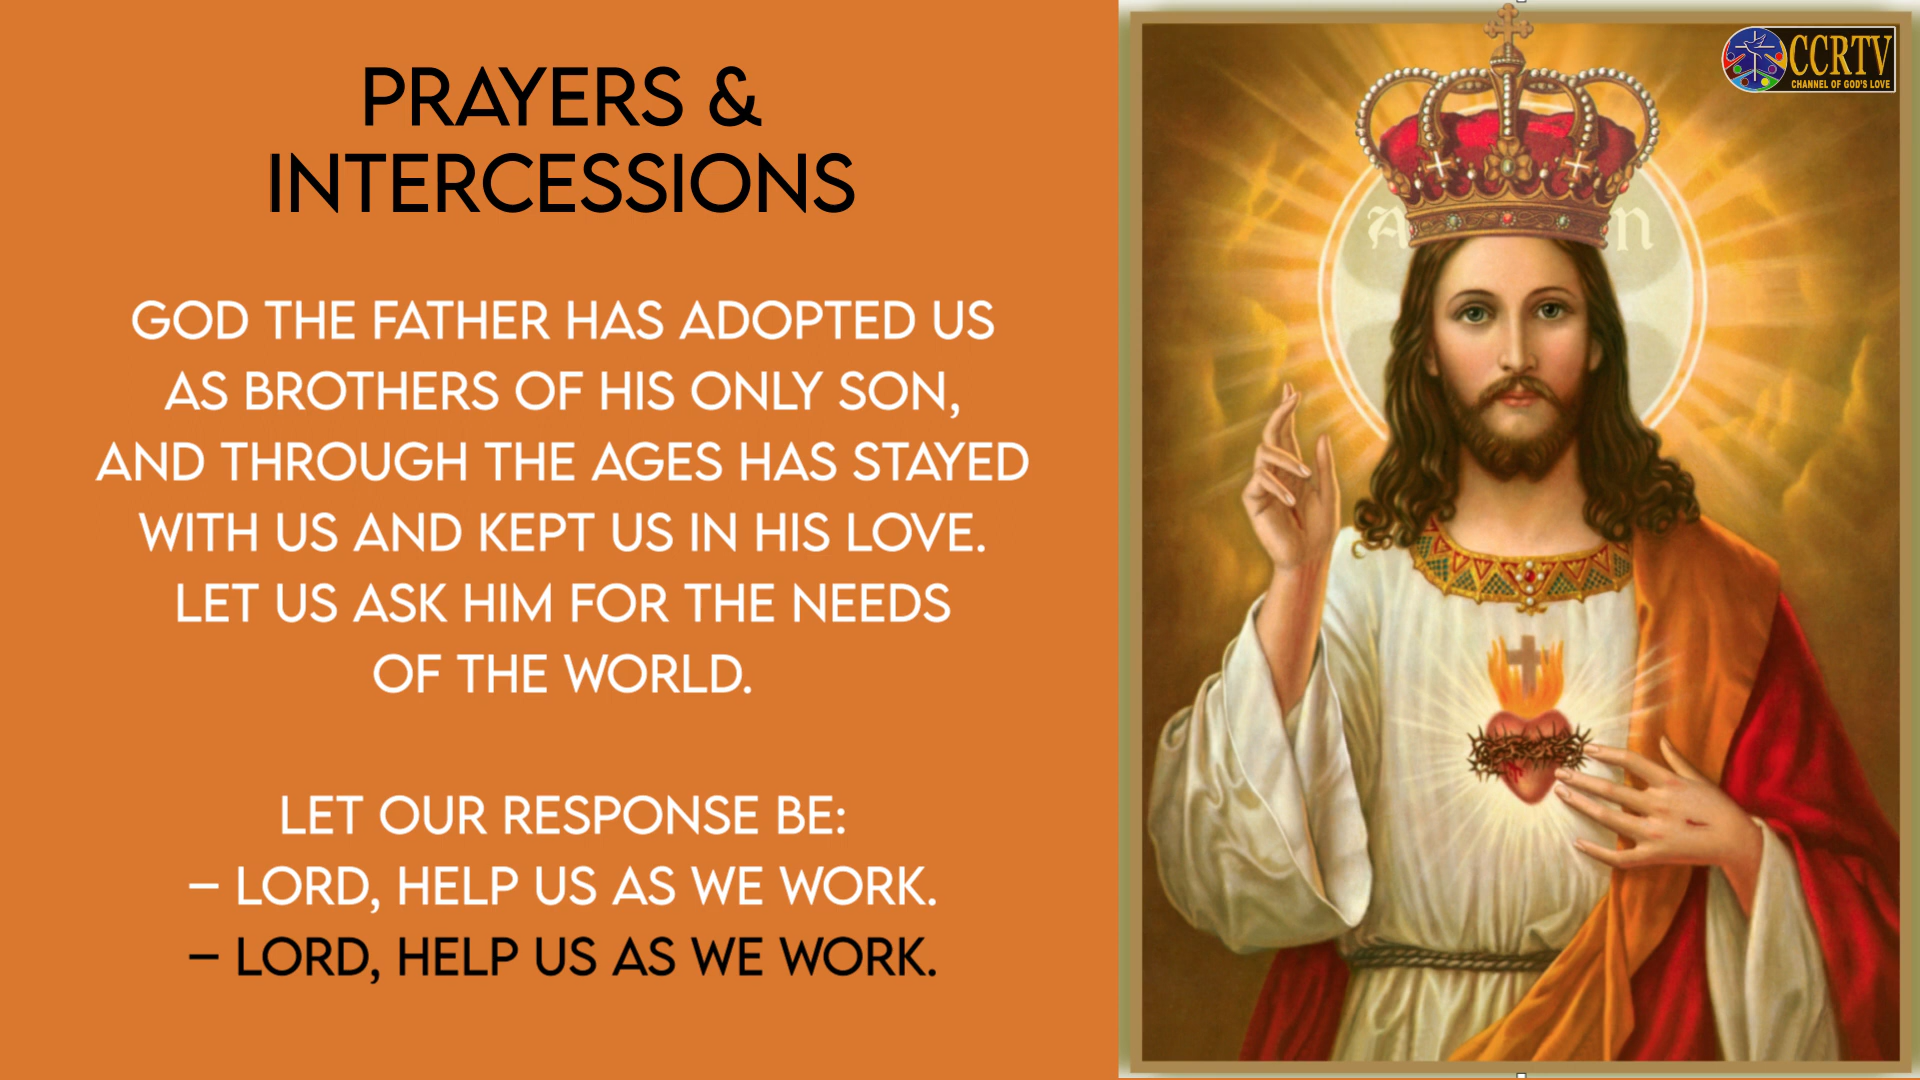 PRAYERS &
INTERCESSIONS
GOD THE FATHER HAS ADOPTED US
AS BROTHERS OF HIS ONLY SON,
AND THROUGH THE AGES HAS STAYED
WITH US AND KEPT US IN HIS LOVE.
LET US ASK HIM FOR THE NEEDS
OF THE WORLD.
LET OUR RESPONSE BE:
– LORD, HELP US AS WE WORK.
– LORD, HELP US AS WE WORK.
CCRTV
CHANNEL OF GOD'S LOVE